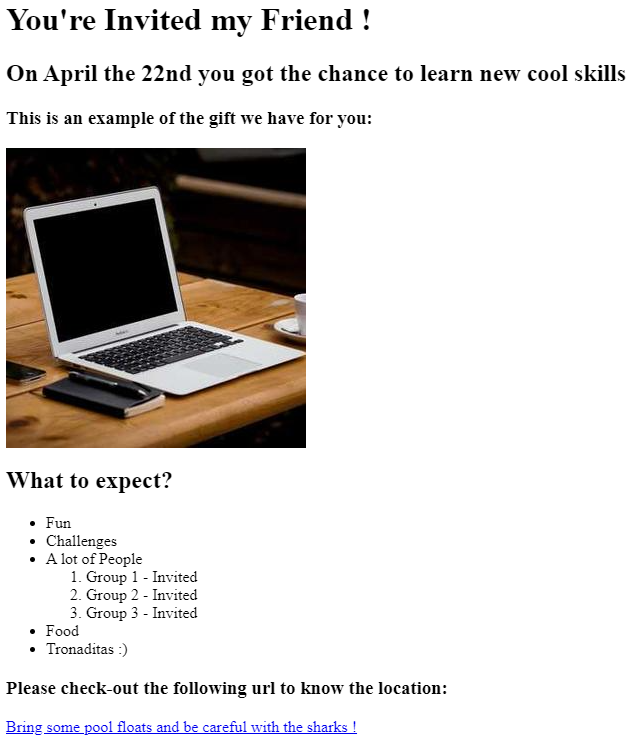 You're Invited my Friend !
On April the 22nd you got the chance to learn new cool skills
This is an example of the gift we have for you:
What to expect?
• Fun
• Challenges
• A lot of People
1. Group 1 - Invited
2. Group 2 - Invited
3. Group 3 - Invited
• Food
• Tronaditas :)
Please check-out the following url to know the location:
Bring some pool floats and be careful with the sharks !